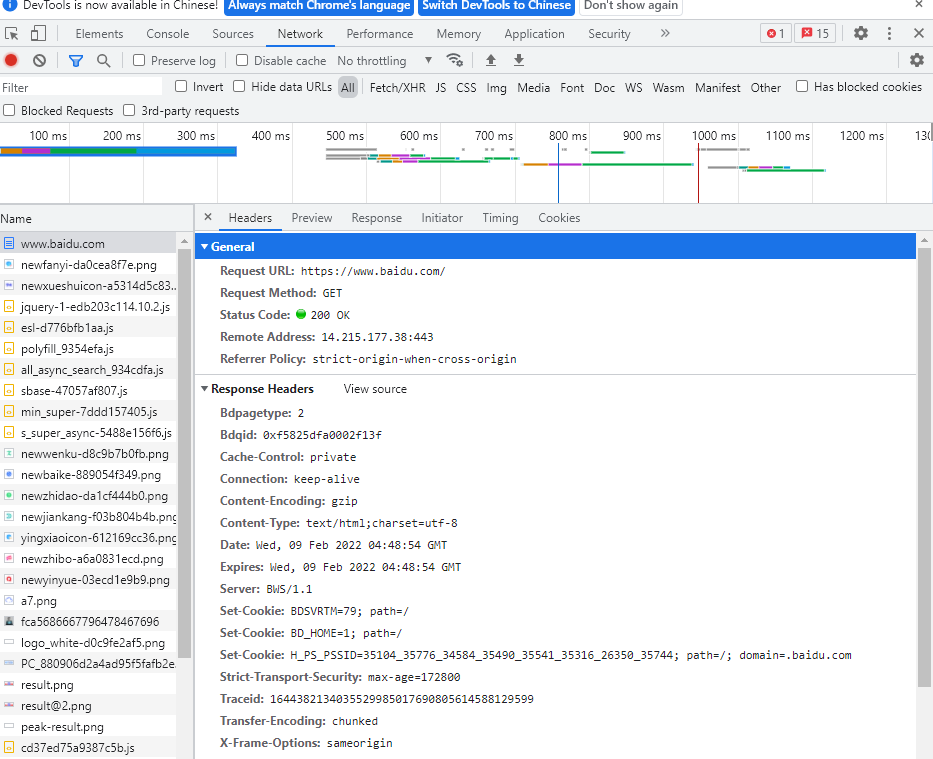 DevTools is now available in Chinese! Always match Chrome's language Switch DevTools to Chinese Don't show again
Elements Console Sources Network Performance Memory Application Security 1 15
Preserve log Disable cache No throttling
Filter Invert Hide data URLs All Fetch/XHR JS CSS Img Media Font Doc WS Wasm Manifest Other Has blocked cookies
Blocked Requests 3rd-party requests
100 ms 200 ms 300 ms 400 ms 500 ms 600 ms 700 ms 800 ms 900 ms 1000 ms 1100 ms 1200 ms
Name
www.baidu.com
newfanyi-da0cea8f7e.png
newxueshuicon-a5314d5c83...
jquery-1-edb203c114.10.2.js
esl-d776bfb1aa.js
polyfill_9354efa.js
all_async_search_934cdfa.js
sbase-47057af807.js
min_super-7ddd157405.js
s_super_async-5488e156f6.js
newwenku-d8c9b7b0fb.png
newbaike-889054f349.png
newzhidao-da1cf444b0.png
newjiankang-f03b804b4b.png
yingxiaoicon-612169cc36.png
newzhibo-a6a0831ecd.png
newyinyue-03ecd1e9b9.png
a7.png
fca5686667796478467696
logo_white-d0c9fe2af5.png
PC_880906d2a4ad95f5fafb2e...
result.png
result@2.png
peak-result.png
cd37ed75a9387c5b.js
Headers Preview Response Initiator Timing Cookies
General
Request URL: https://www.baidu.com/
Request Method: GET
Status Code: 200 OK
Remote Address: 14.215.177.38:443
Referrer Policy: strict-origin-when-cross-origin
Response Headers View source
Bdpagetype: 2
Bdqid: 0xf5825dfa0002f13f
Cache-Control: private
Connection: keep-alive
Content-Encoding: gzip
Content-Type: text/html;charset=utf-8
Date: Wed, 09 Feb 2022 04:48:54 GMT
Expires: Wed, 09 Feb 2022 04:48:54 GMT
Server: BWS/1.1
Set-Cookie: BDSVRTM=79; path=/
Set-Cookie: BD_HOME=1; path=/
Set-Cookie: H_PS_PSSID=35104_35776_34584_35490_35541_35316_26350_35744; path=/; domain=.baidu.com
Strict-Transport-Security: max-age=172800
Traceid: 1644382134035529985017690805614588129599
Transfer-Encoding: chunked
X-Frame-Options: sameorigin